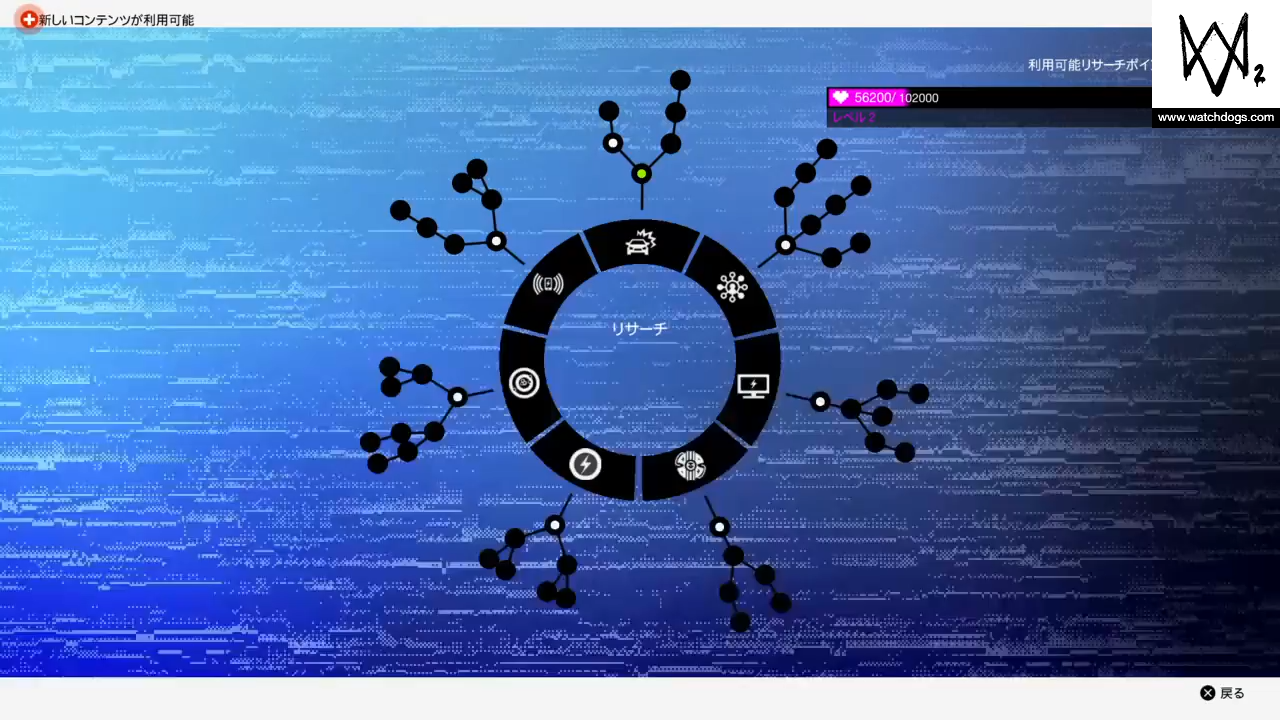 新しいコンテンツが利用可能
利用可能リサーチポイン
56200/102000
レベル 2
2
www.watchdogs.com
リサーチ
戻る